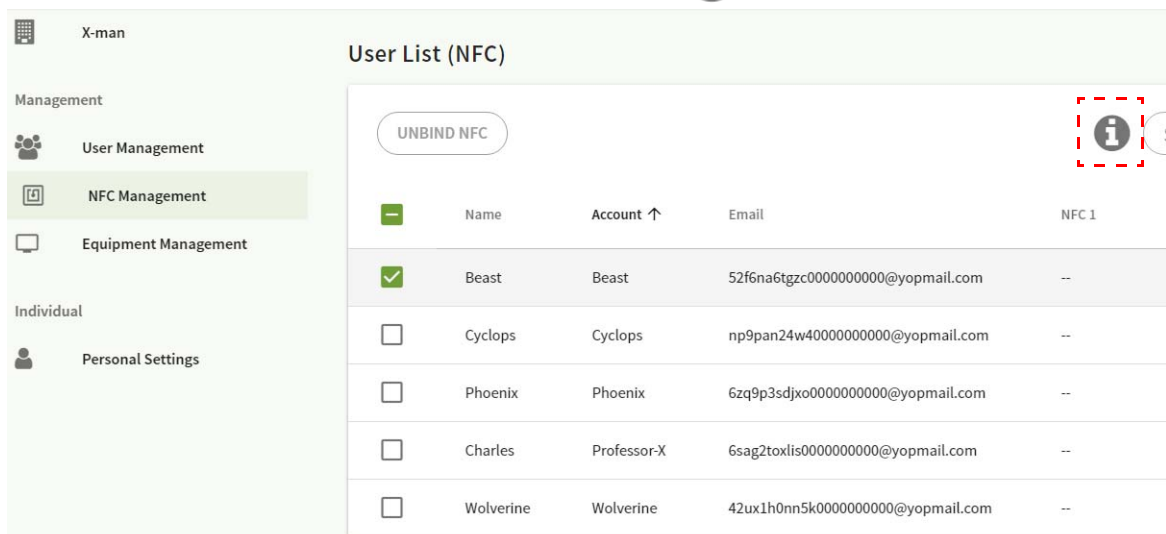 X-man
User List (NFC)
Management
UNBIND NFC
User Management
NFC Management
Name Account Email NFC 1
Equipment Management
Beast Beast 52f6na6tgzc0000000000@yopmail.com --
Individual
Cyclops Cyclops np9pan24w40000000000@yopmail.com --
Personal Settings
Phoenix Phoenix 6zq9p3sdjxo0000000000@yopmail.com --
Charles Professor-X 6sag2toxlis0000000000@yopmail.com --
Wolverine Wolverine 42ux1h0nn5k0000000000@yopmail.com --